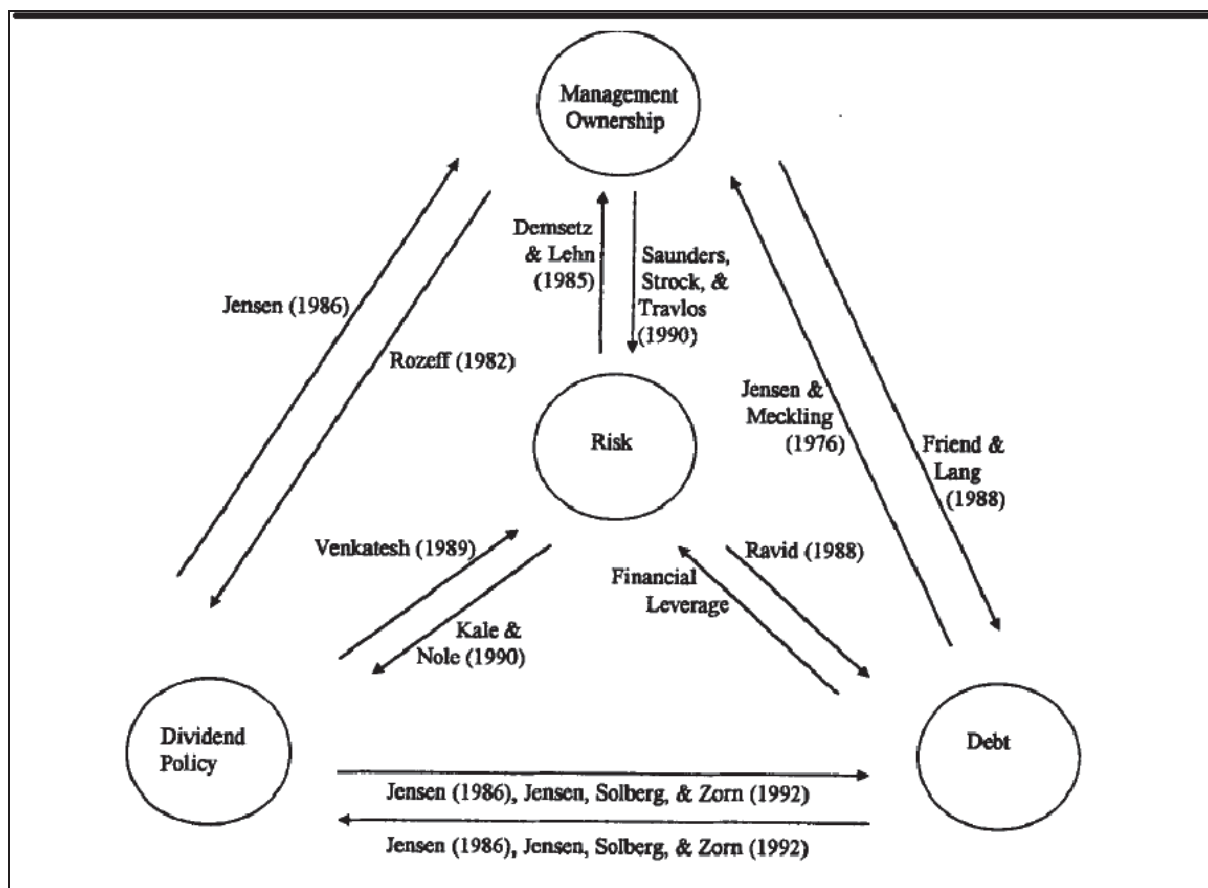 Management
Ownership
Demsetz
& Lehn
(1985)
Saunders,
Strock, &
Travlos
(1990)
Jensen (1986)
Rozeff (1982)
Jensen &
Meckling
(1976)
Friend &
Lang
(1988)
Risk
Venkatesh (1989)
Ravid (1988)
Financial
Leverage
Kale &
Nole (1990)
Dividend
Policy
Debt
Jensen (1986), Jensen, Solberg, & Zorn (1992)
Jensen (1986), Jensen, Solberg, & Zorn (1992)